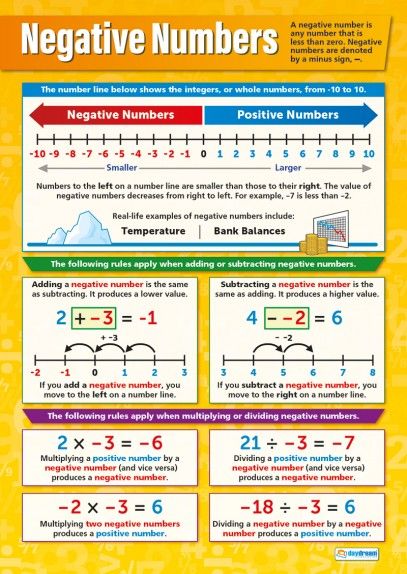 Negative Numbers
A negative number is
any number that is
less than zero. Negative
numbers are denoted
by a minus sign, –.
The number line below shows the integers, or whole numbers, from -10 to 10.
Negative Numbers
Positive Numbers
-10 -9 -8 -7 -6 -5 -4 -3 -2 -1 0 1 2 3 4 5 6 7 8 9 10
Smaller
Larger
Numbers to the left on a number line are smaller than those to their right. The value of
negative numbers decreases from right to left. For example, –7 is less than –2.
Real-life examples of negative numbers include:
Temperature
Bank Balances
The following rules apply when adding or subtracting negative numbers.
Adding a negative number is the same
as subtracting. It produces a lower value.
2 + –3 = -1
+ -3
-2 -1 0 1 2 3
If you add a negative number, you
move to the left on a number line.
Subtracting a negative number is the
same as adding. It produces a higher value.
4 – –2 = 6
– -2
3 4 5 6 7 8
If you subtract a negative number, you
move to the right on a number line.
The following rules apply when multiplying or dividing negative numbers.
2 × –3 = –6
Multiplying a positive number by a
negative number (and vice versa)
produces a negative number.
21 ÷ –3 = –7
Dividing a positive number by a
negative number (and vice versa)
produces a negative number.
–2 × –3 = 6
Multiplying two negative numbers
produces a positive number.
–18 ÷ –3 = 6
Dividing a negative number by a negative
number produces a positive number.
daydream